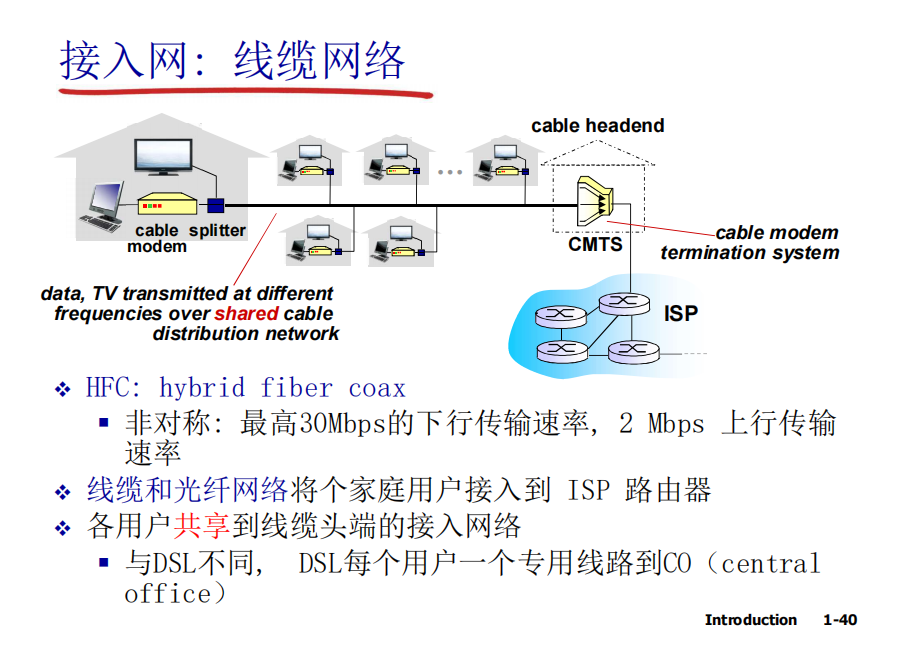 接入网: 线缆网络
cable headend
cable splitter
modem
CMTS
cable modem
termination system
data, TV transmitted at different
frequencies over shared cable
distribution network
ISP
HFC: hybrid fiber coax
非对称: 最高30Mbps的下行传输速率, 2 Mbps 上行传输
速率
线缆和光纤网络将个家庭用户接入到 ISP 路由器
各用户共享到线缆头端的接入网络
与DSL不同, DSL每个用户一个专用线路到CO（central
office）
Introduction 1-40